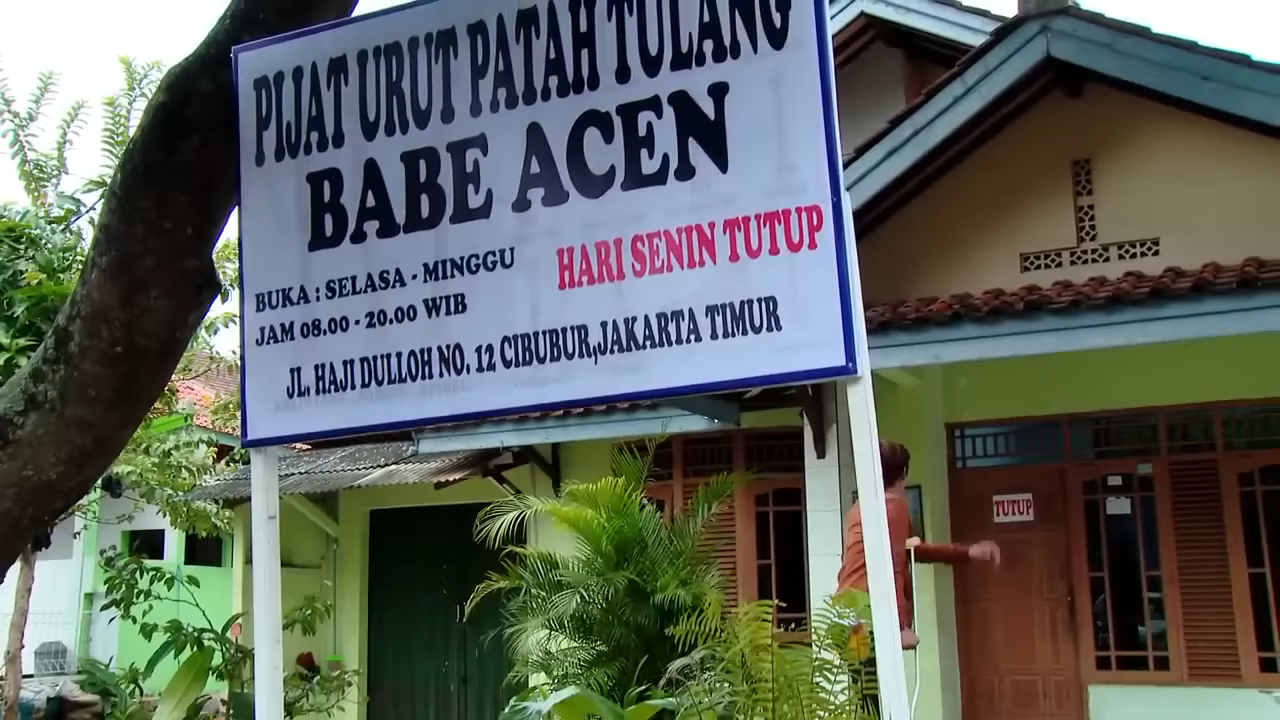 PIJAT URUT PATAH TULANG
BABE ACEN
BUKA : SELASA - MINGGU
JAM 08.00 - 20.00 WIB
HARI SENIN TUTUP
JL. HAJI DULLOH NO. 12 CIBUBUR,JAKARTA TIMUR
TUTUP